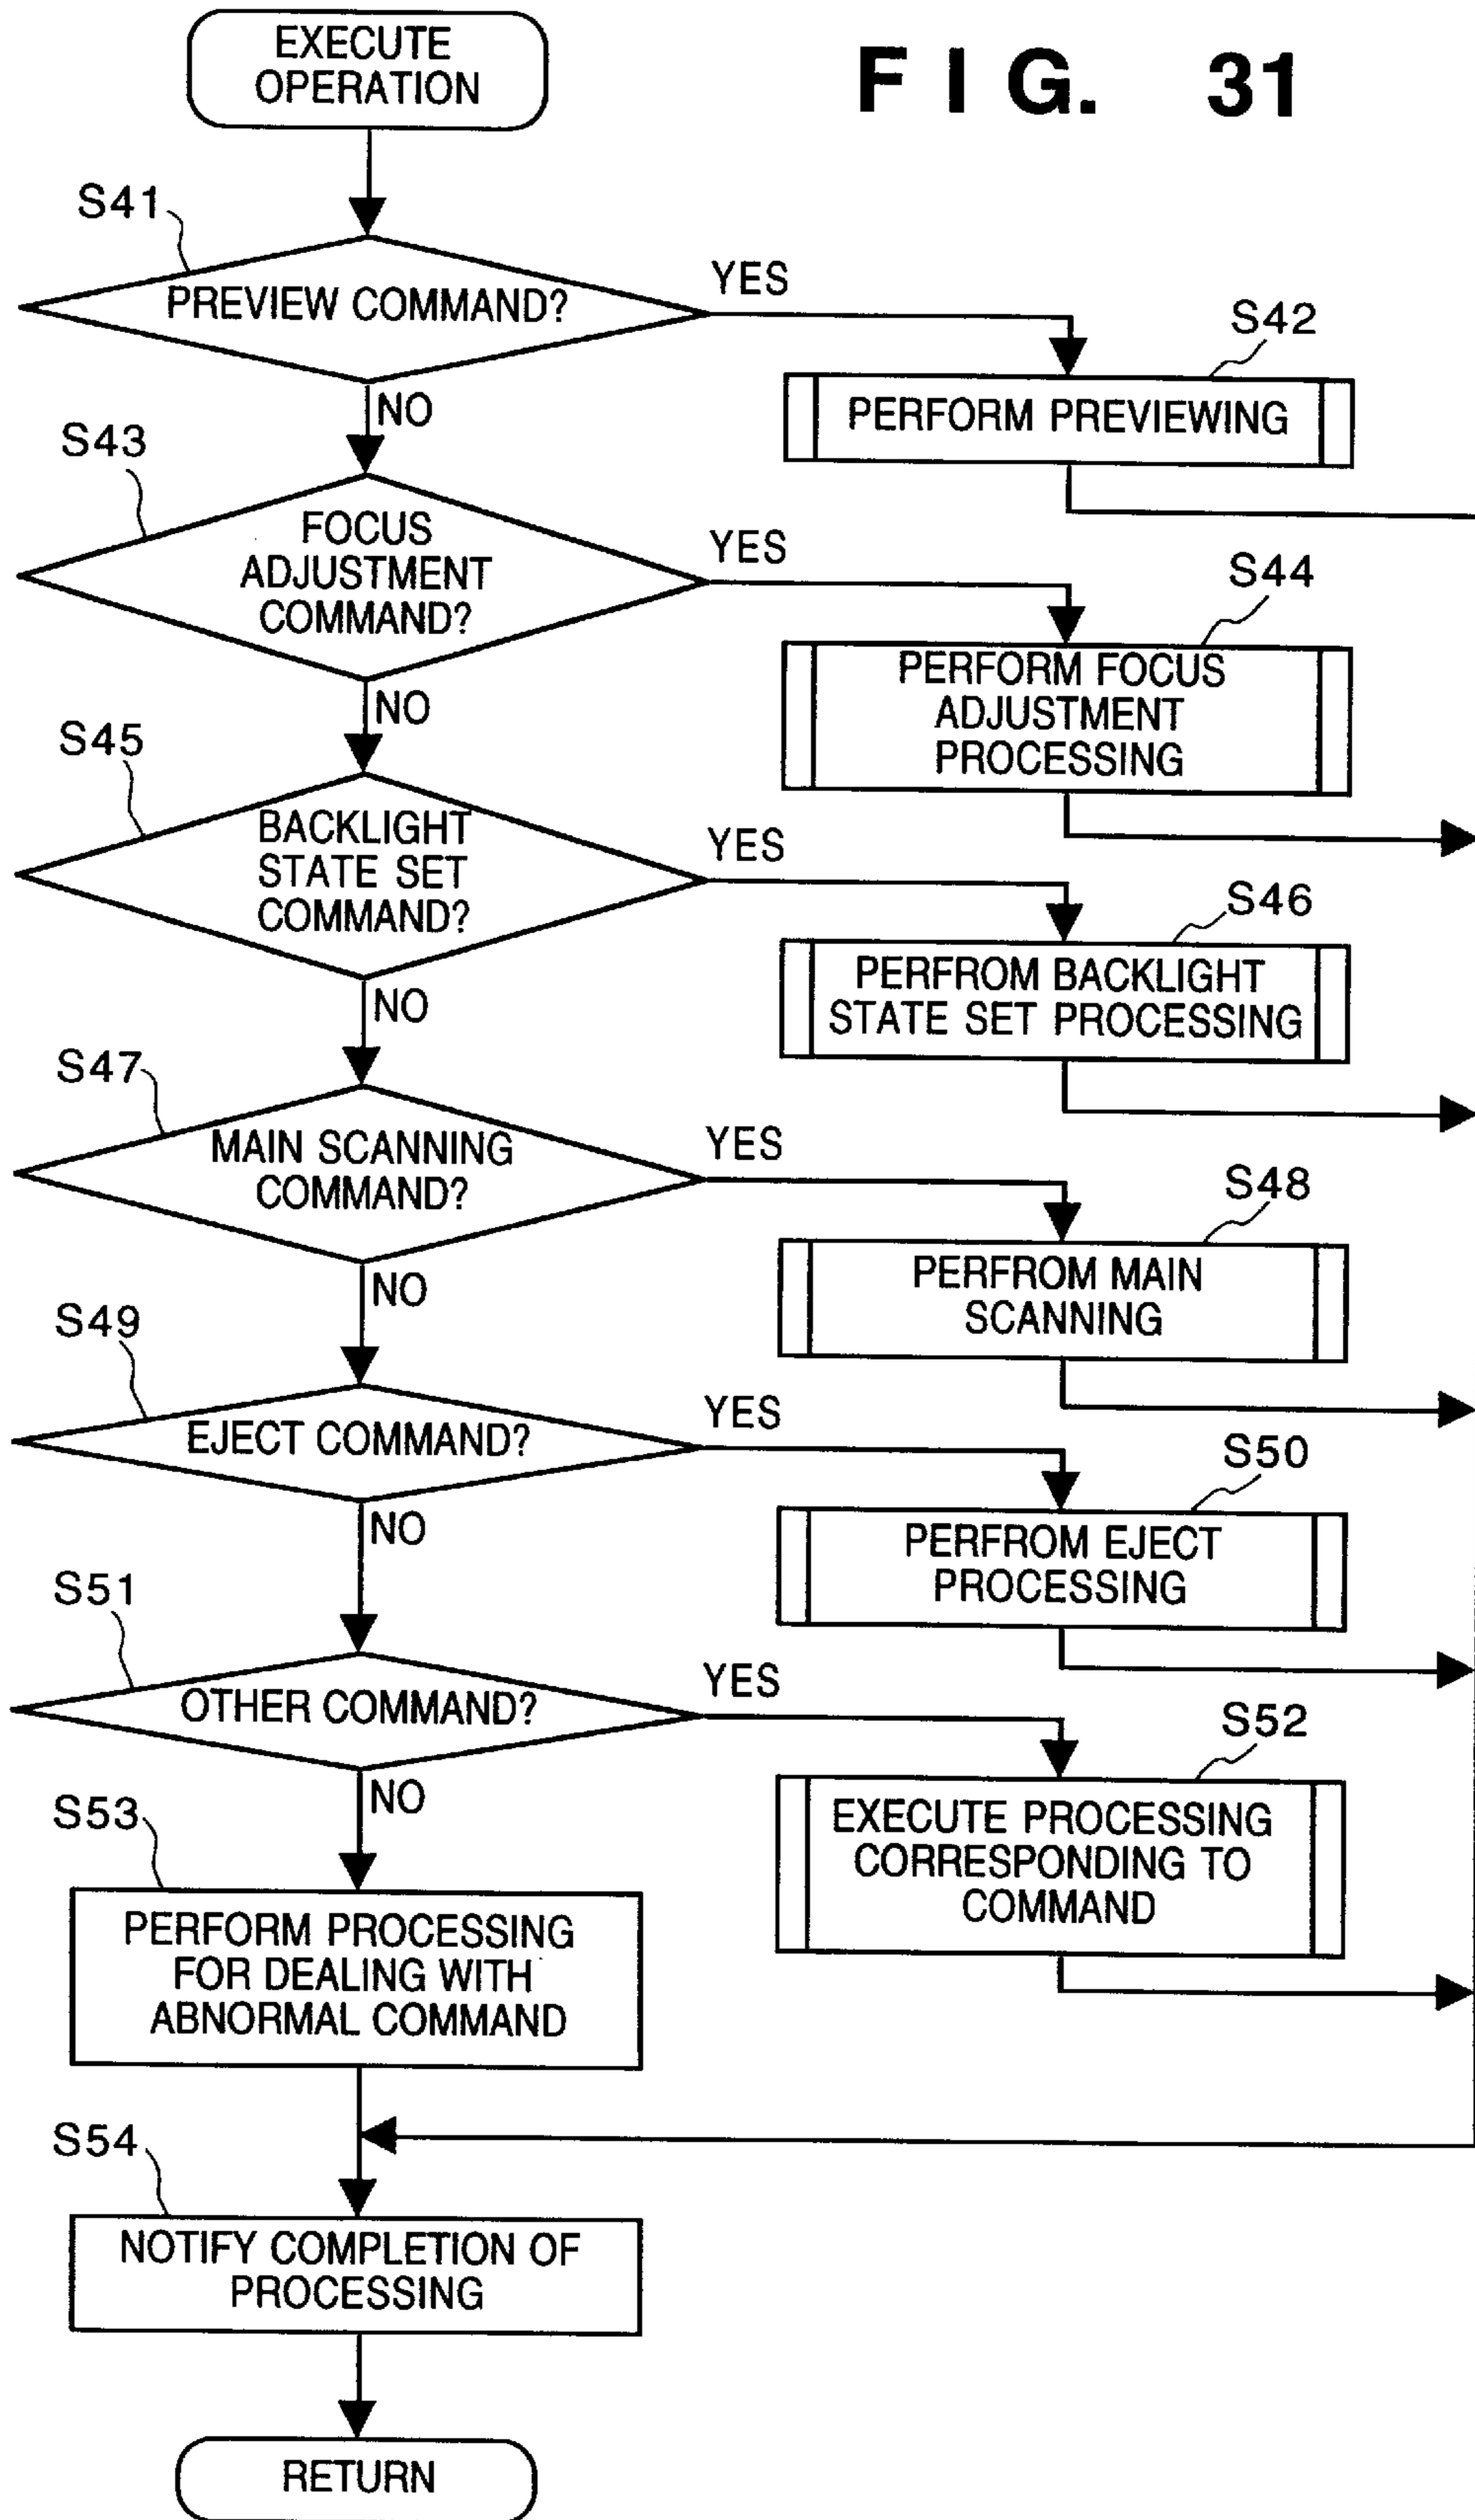 EXECUTE
OPERATION
F I G. 31
S41
PREVIEW COMMAND?
YES
S42
PERFORM PREVIEWING
NO
S43
FOCUS
ADJUSTMENT
COMMAND?
YES
S44
PERFORM FOCUS
ADJUSTMENT
PROCESSING
NO
S45
BACKLIGHT
STATE SET
COMMAND?
YES
S46
PERFROM BACKLIGHT
STATE SET PROCESSING
NO
S47
MAIN SCANNING
COMMAND?
YES
S48
PERFROM MAIN
SCANNING
NO
S49
EJECT COMMAND?
YES
S50
PERFROM EJECT
PROCESSING
NO
S51
OTHER COMMAND?
YES
S52
EXECUTE PROCESSING
CORRESPONDING TO
COMMAND
NO
S53
PERFORM PROCESSING
FOR DEALING WITH
ABNORMAL COMMAND
S54
NOTIFY COMPLETION OF
PROCESSING
RETURN